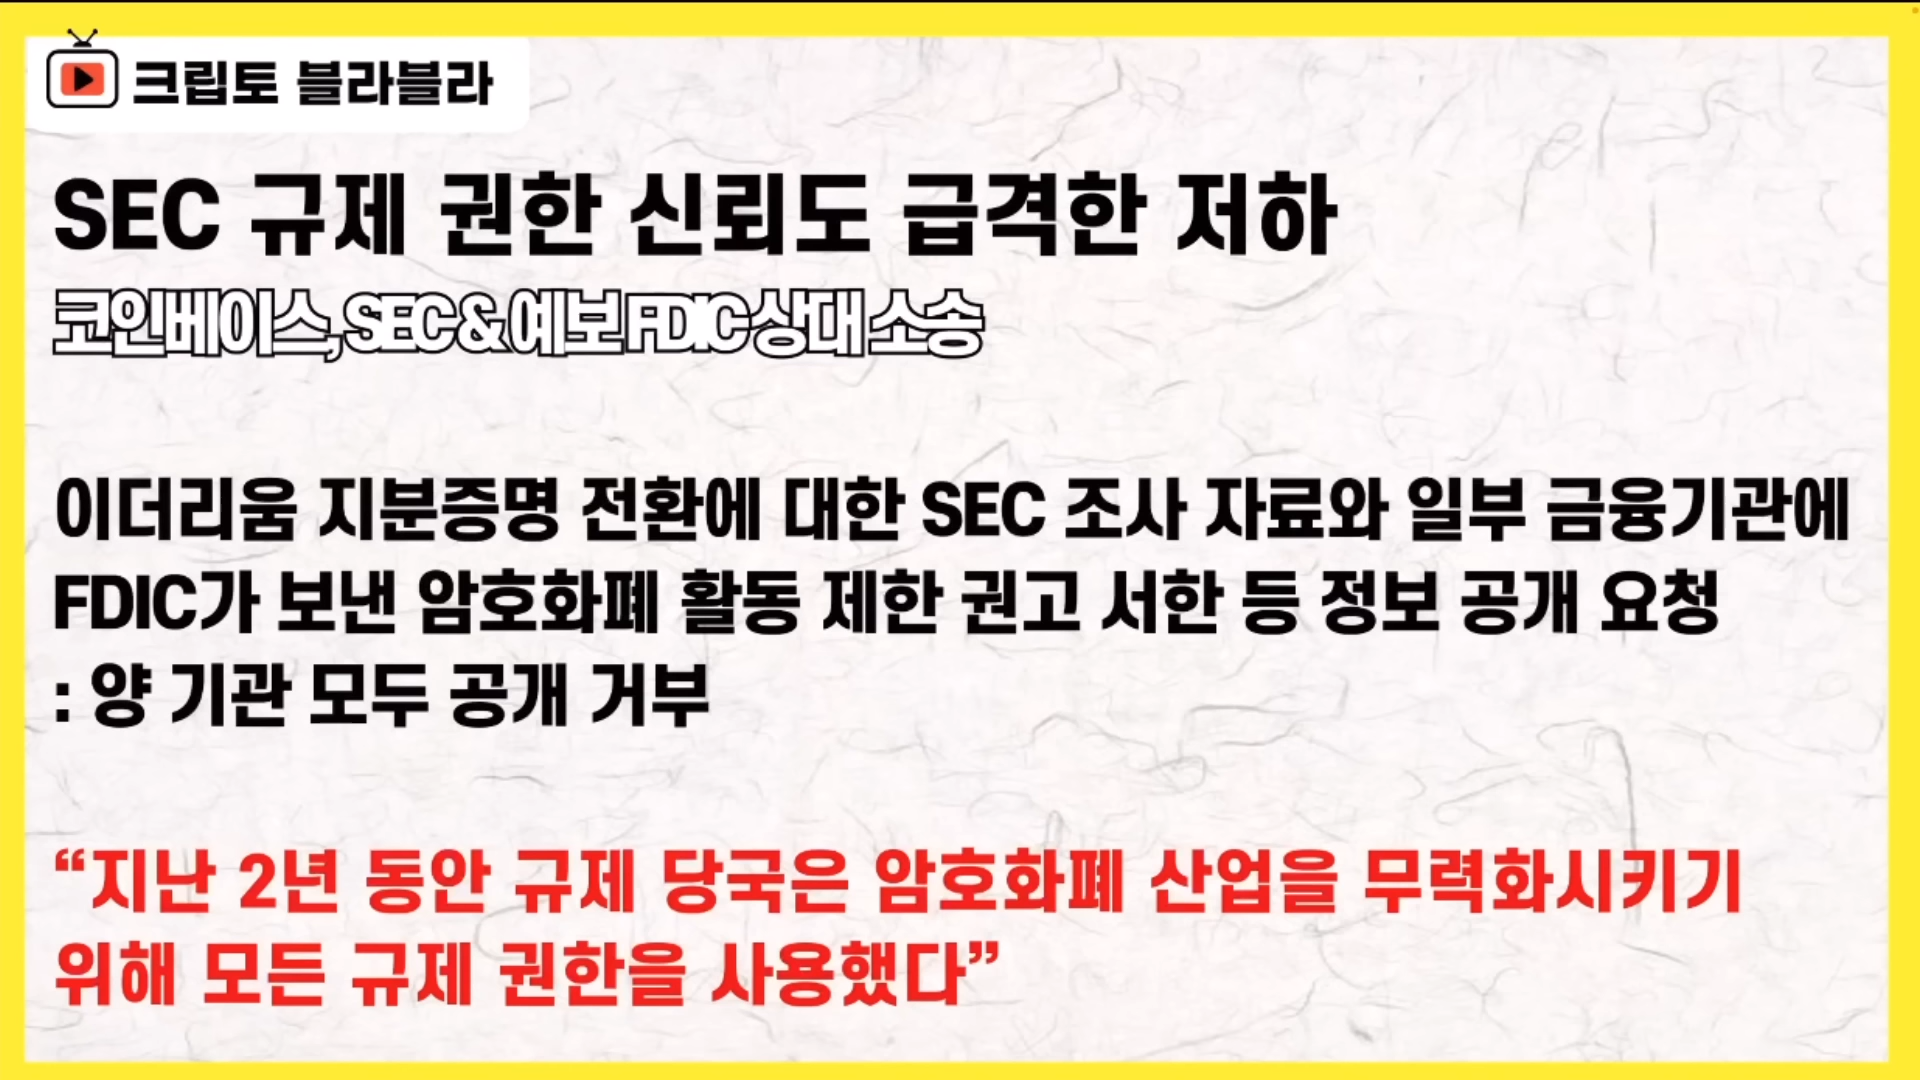 크립토 블라블라
SEC 규제 권한 신뢰도 급격한 저하
코인베이스, SEC & 예보 FDIC 상대 소송
이더리움 지분증명 전환에 대한 SEC 조사 자료와 일부 금융기관에
FDIC가 보낸 암호화폐 활동 제한 권고 서한 등 정보 공개 요청
: 양 기관 모두 공개 거부
“지난 2년 동안 규제 당국은 암호화폐 산업을 무력화시키기
위해 모든 규제 권한을 사용했다”